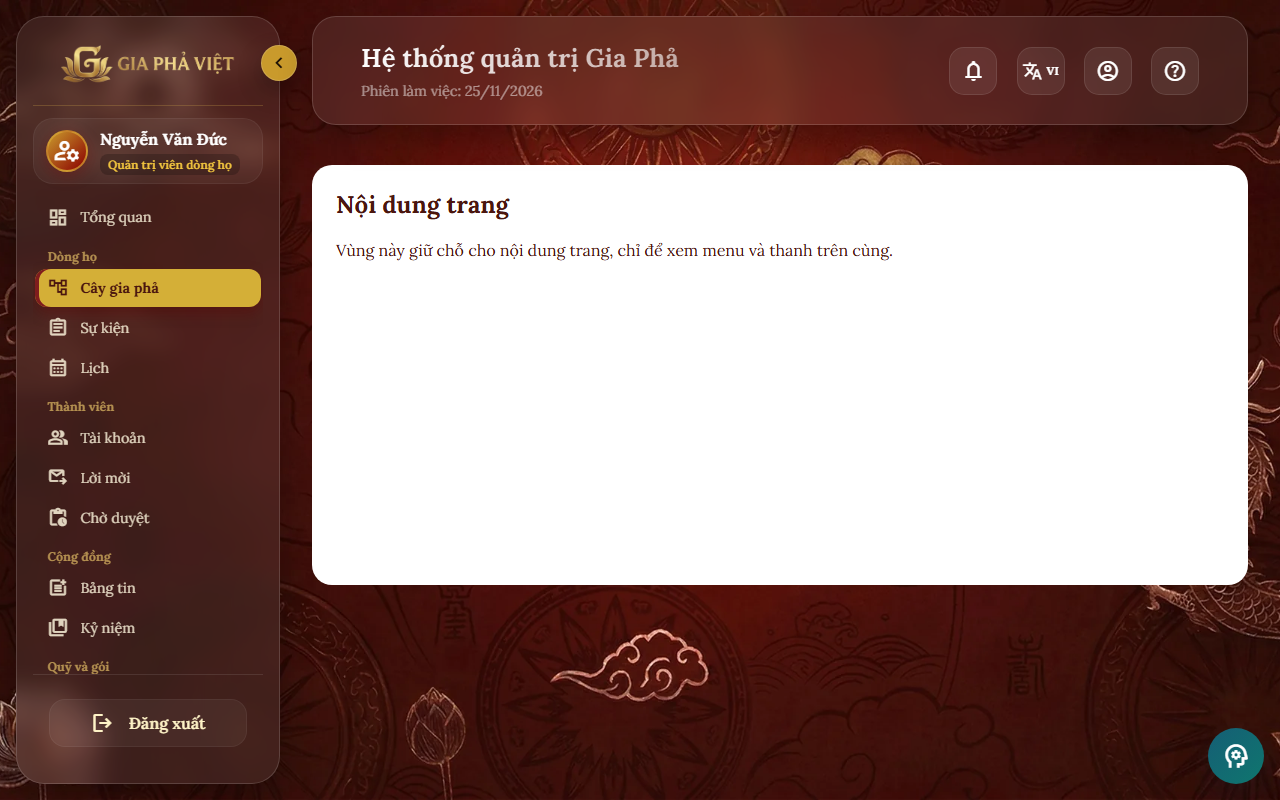 GIA PHẢ VIỆT
Nguyễn Văn Đức
Quản trị viên dòng họ
Tổng quan
Dòng họ
Cây gia phả
Sự kiện
Lịch
Thành viên
Tài khoản
Lời mời
Chờ duyệt
Cộng đồng
Bảng tin
Kỷ niệm
Quỹ và gói
Đăng xuất
Hệ thống quản trị Gia Phả
Phiên làm việc: 25/11/2026
VI
Nội dung trang
Vùng này giữ chỗ cho nội dung trang, chỉ để xem menu và thanh trên cùng.